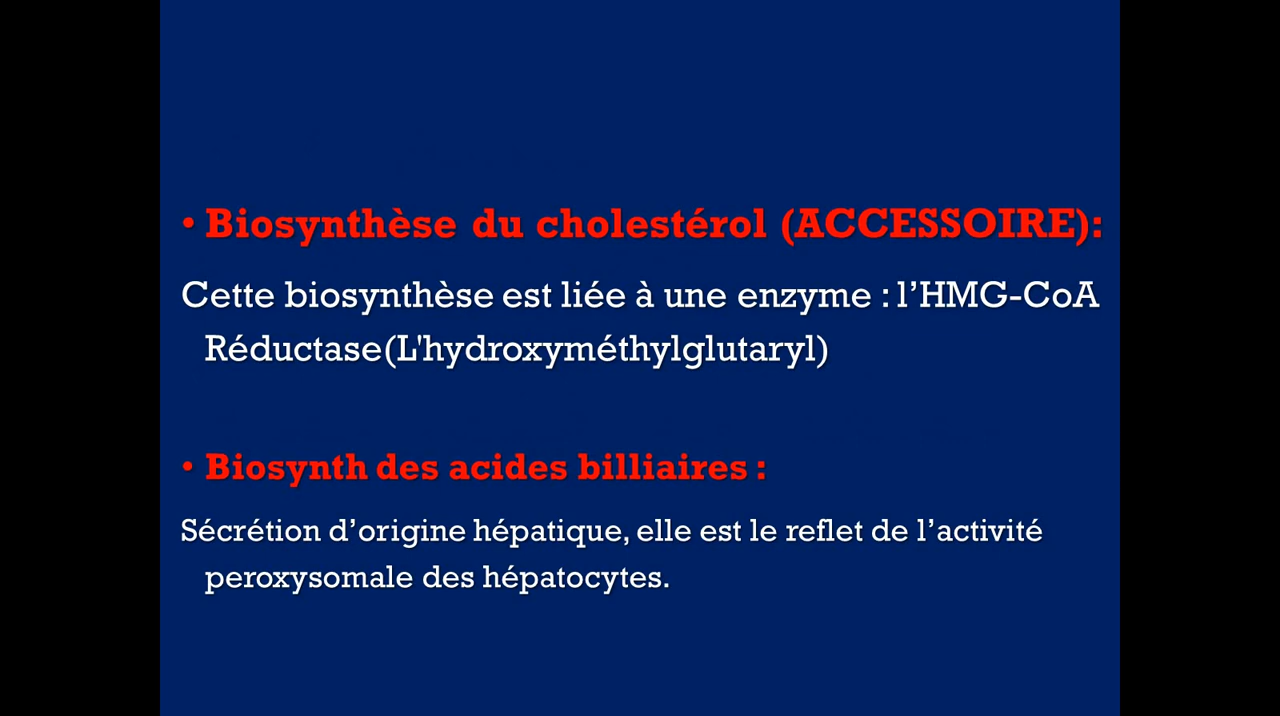 • Biosynthèse du cholestérol (ACCESSOIRE):
Cette biosynthèse est liée à une enzyme : l’HMG-CoA
Réductase(L'hydroxyméthylglutaryl)
• Biosynth des acides billiaires :
Sécrétion d’origine hépatique, elle est le reflet de l’activité
peroxysomale des hépatocytes.